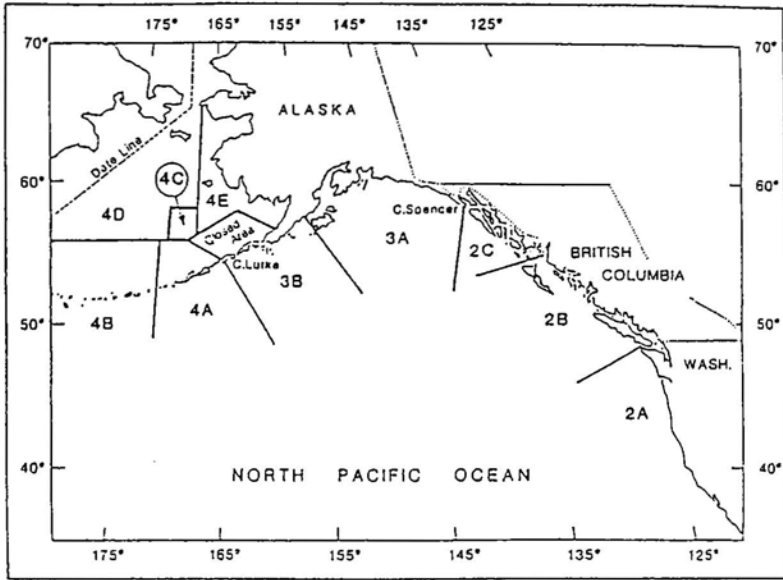 175° 165° 155° 145° 135° 125°
70° 70°
ALASKA
Date Line
4C
60° 4E 60°
4D C.Spencer
Closed Area 3A 2C
BRITISH
C.Lutke COLUMBIA
3B
50° 4B 4A 2B 50°
WASH.
2A
40° NORTH PACIFIC OCEAN 40°
175° 165° 155° 145° 135° 125°